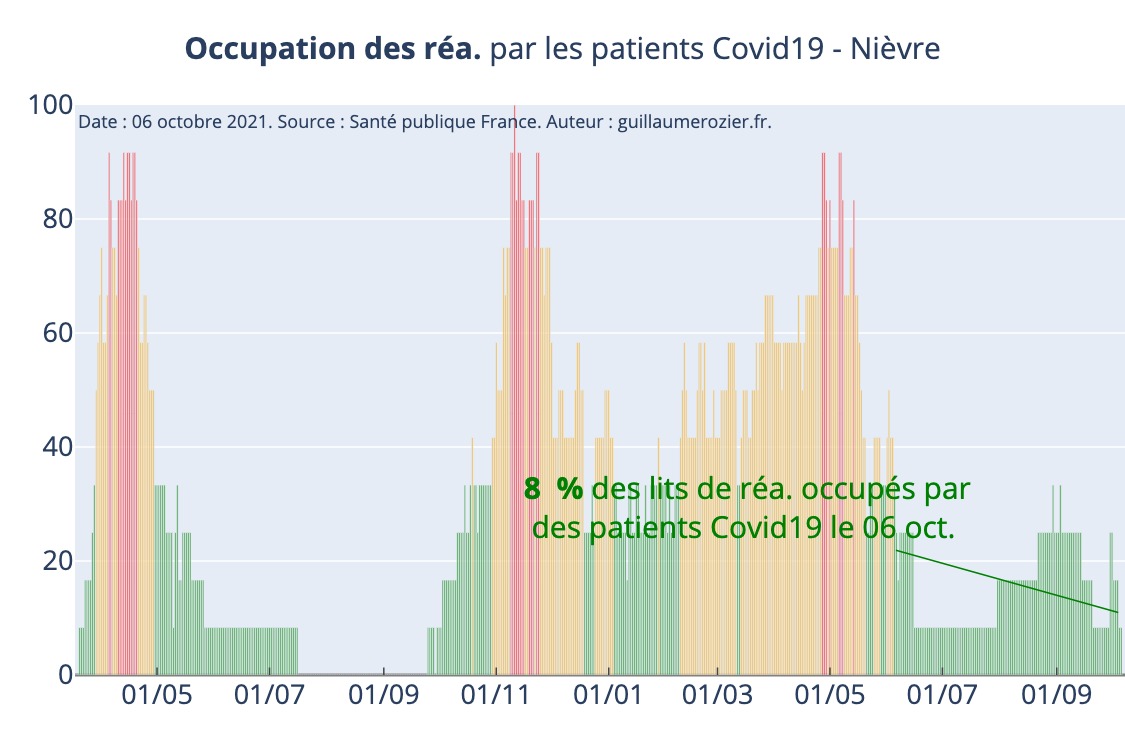 Occupation des réa. par les patients Covid19 - Nièvre
100
Date : 06 octobre 2021. Source : Santé publique France. Auteur : guillaumerozier.fr.
80
60
40
8 % des lits de réa. occupés par
des patients Covid19 le 06 oct.
20
0
01/05 01/07 01/09 01/11 01/01 01/03 01/05 01/07 01/09